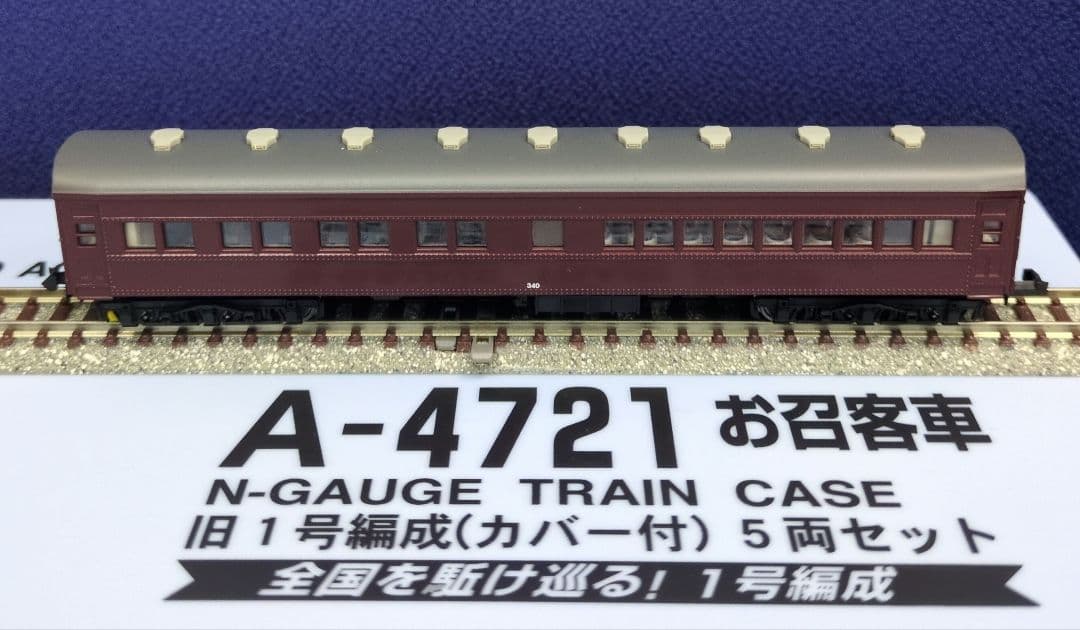 340
A-4721 お召客車
N-GAUGE TRAIN CASE
旧1号編成(カバー付) 5両セット
全国を駈け巡る! 1号編成